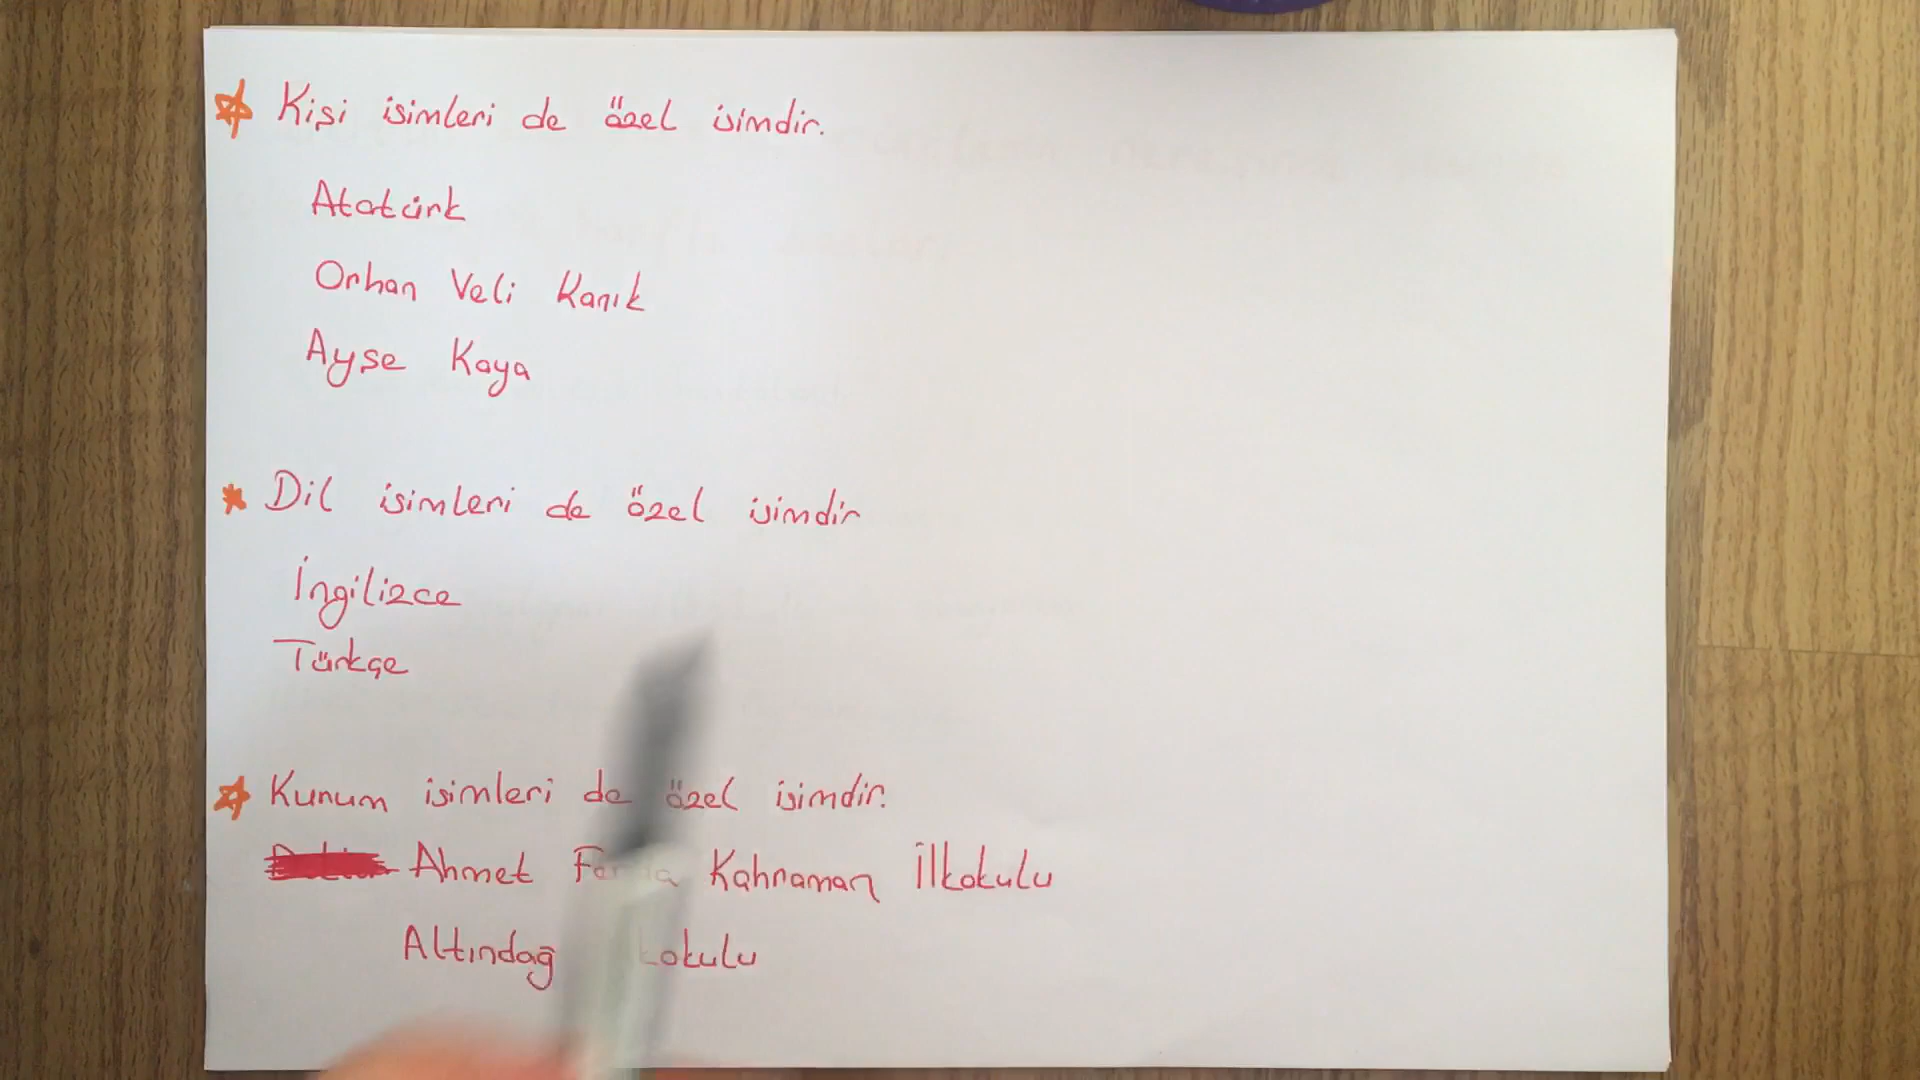 Kişi isimleri de özel isimdir.
Atatürk
Orhan Veli Kanık
Ayşe Kaya
Dil isimleri de özel isimdir
İngilizce
Türkçe
Kurum isimleri de özel isimdir.
Ahmet Kahraman İlkokulu
Altındağ